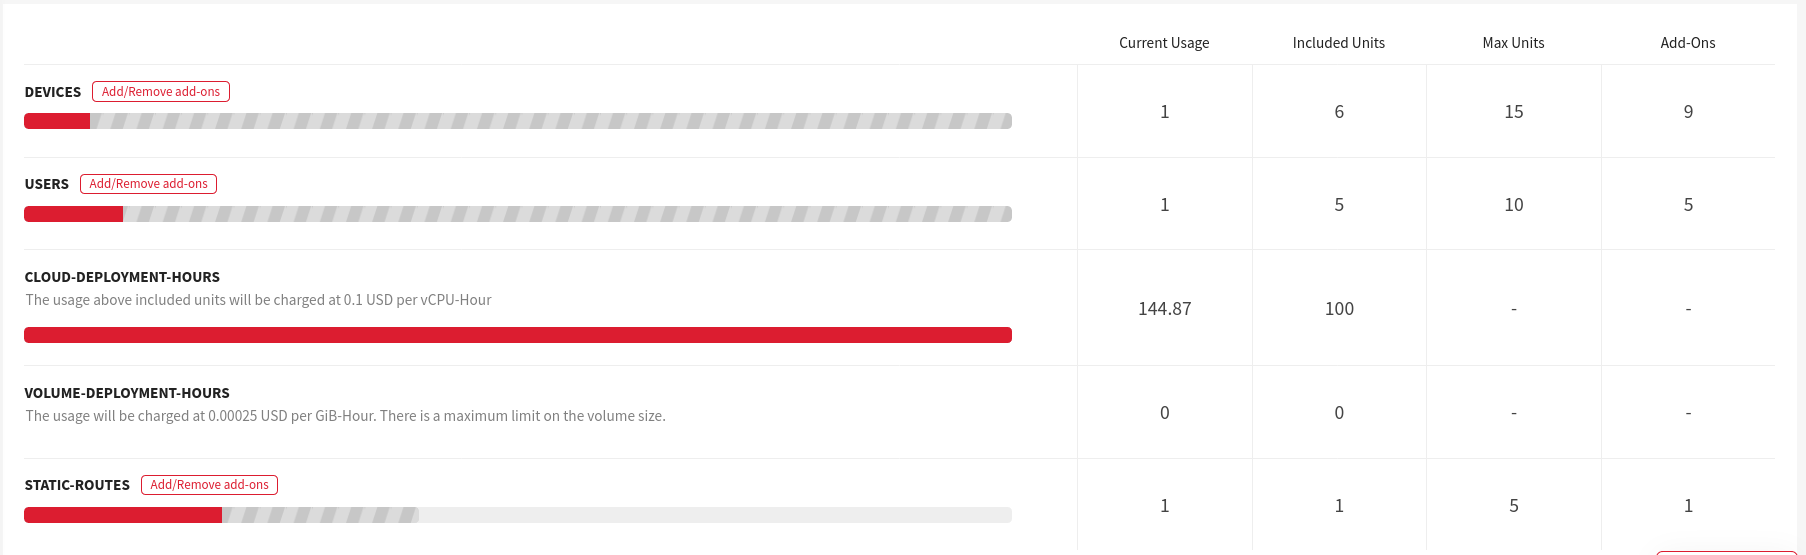 Current Usage Included Units Max Units Add-Ons
DEVICES Add/Remove add-ons 1 6 15 9
USERS Add/Remove add-ons 1 5 10 5
CLOUD-DEPLOYMENT-HOURS
The usage above included units will be charged at 0.1 USD per vCPU-Hour
144.87 100 - -
VOLUME-DEPLOYMENT-HOURS
The usage will be charged at 0.00025 USD per GiB-Hour. There is a maximum limit on the volume size.
0 0 - -
STATIC-ROUTES Add/Remove add-ons 1 1 5 1